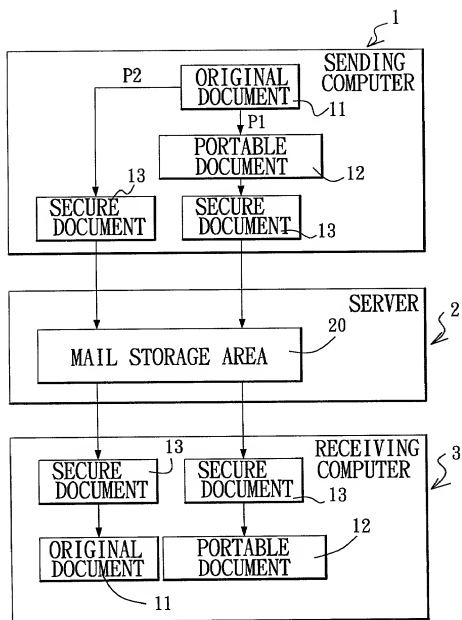 1
SENDING
COMPUTER
P2
ORIGINAL
DOCUMENT
11
P1
PORTABLE
DOCUMENT
12
13
SECURE
DOCUMENT
SECURE
DOCUMENT
13
SERVER
2
20
MAIL STORAGE AREA
RECEIVING
COMPUTER
3
13
SECURE
DOCUMENT
SECURE
DOCUMENT
13
ORIGINAL
DOCUMENT
11
PORTABLE
DOCUMENT
12